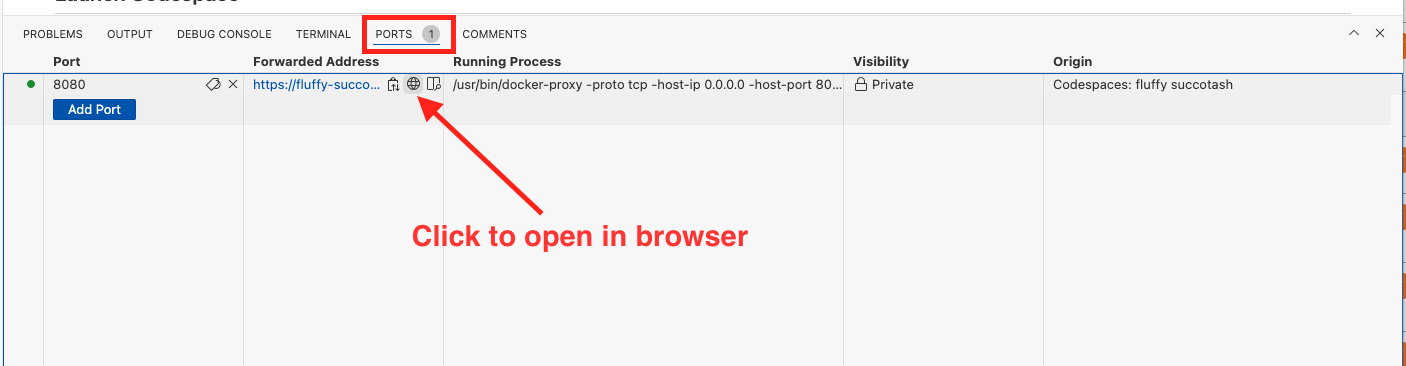 PROBLEMS OUTPUT DEBUG CONSOLE TERMINAL PORTS 1 COMMENTS
Port Forwarded Address Running Process Visibility Origin
8080 https://fluffy-succo... /usr/bin/docker-proxy -proto tcp -host-ip 0.0.0.0 -host-port 80... Private Codespaces: fluffy succotash
Add Port
Click to open in browser